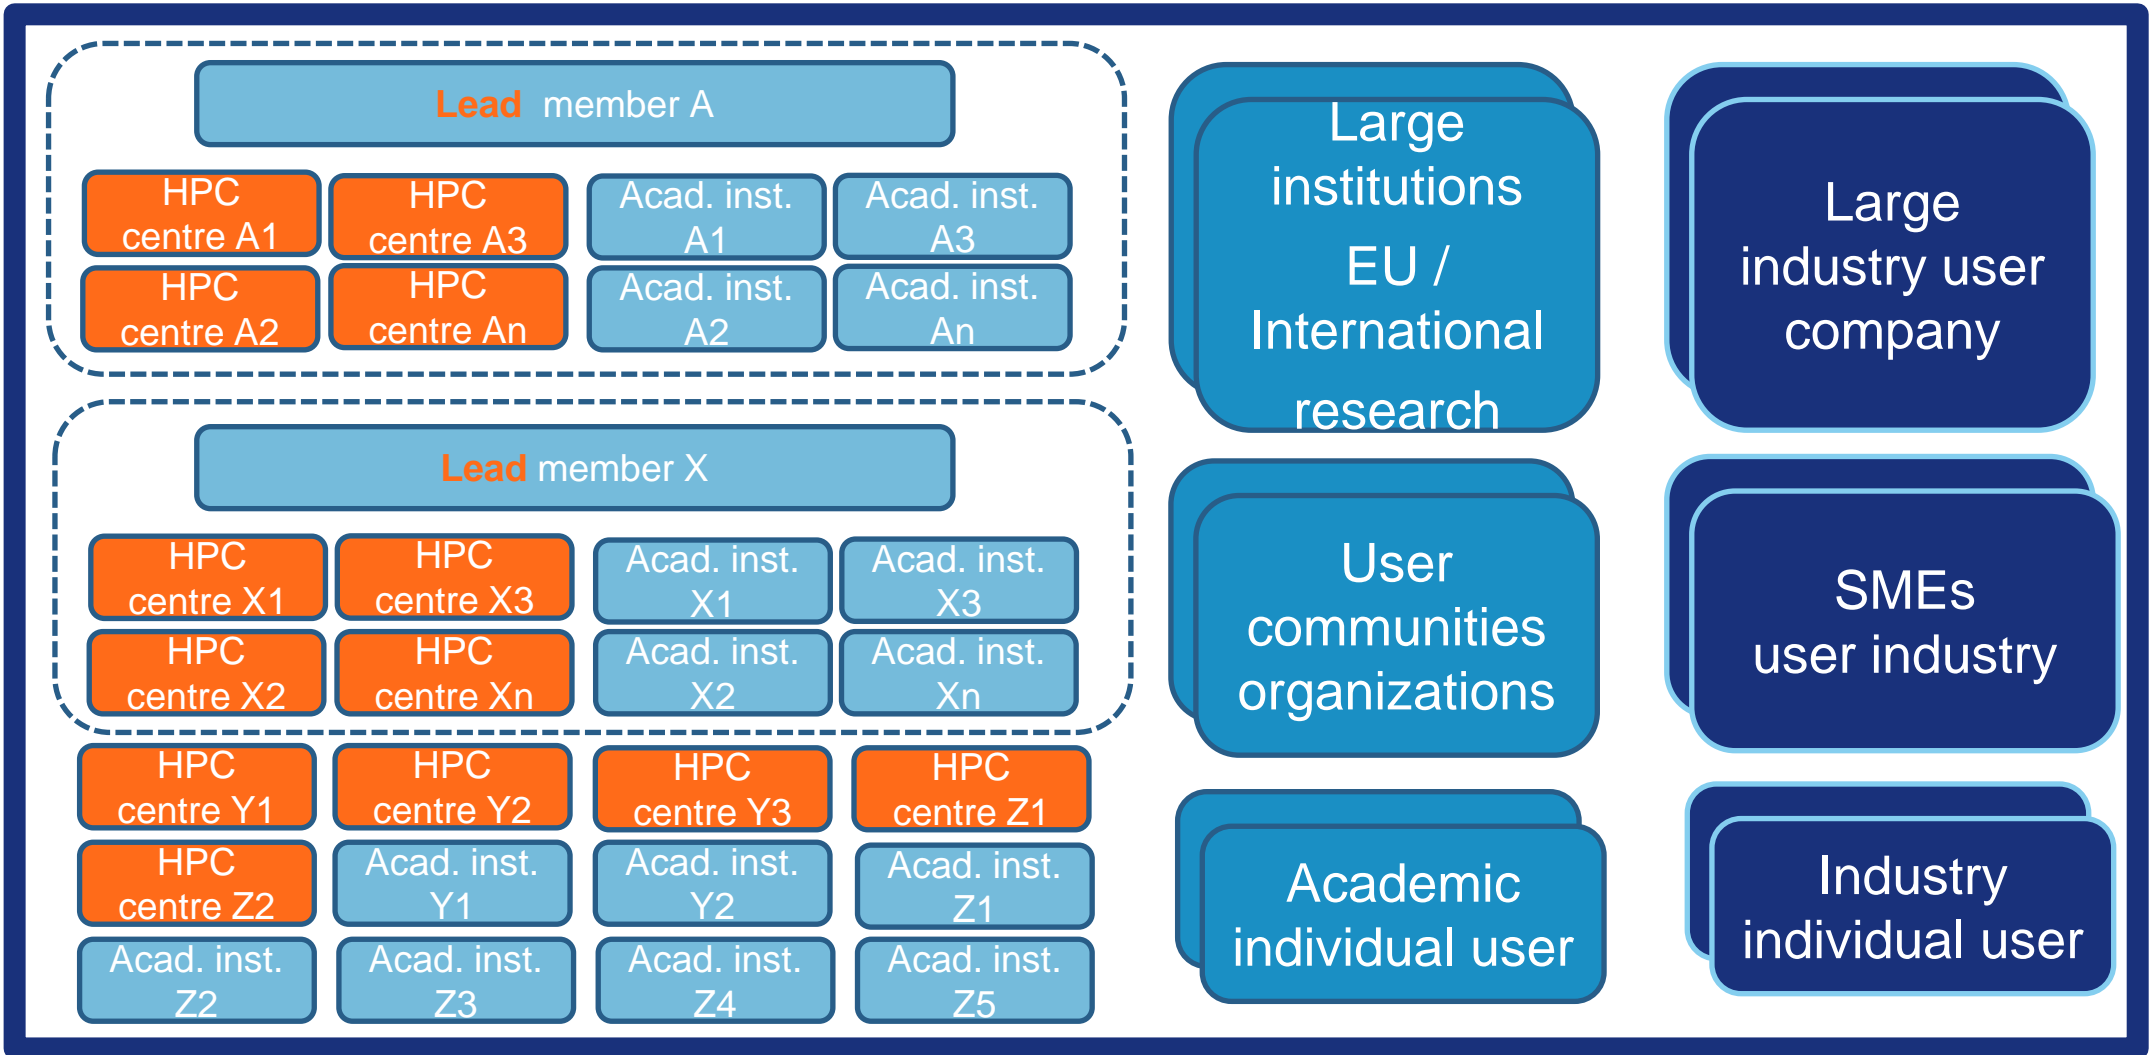 Lead member A
HPC
centre A1
HPC
centre A3
Acad. inst.
A1
Acad. inst.
A3
HPC
centre A2
HPC
centre An
Acad. inst.
A2
Acad. inst.
An
Lead member X
HPC
centre X1
HPC
centre X3
Acad. inst.
X1
Acad. inst.
X3
HPC
centre X2
HPC
centre Xn
Acad. inst.
X2
Acad. inst.
Xn
HPC
centre Y1
HPC
centre Y2
HPC
centre Y3
HPC
centre Z1
HPC
centre Z2
Acad. inst.
Y1
Acad. inst.
Y2
Acad. inst.
Z1
Acad. inst.
Z2
Acad. inst.
Z3
Acad. inst.
Z4
Acad. inst.
Z5
Large
institutions
EU /
International
research
User
communities
organizations
Academic
individual user
Large
industry user
company
SMEs
user industry
Industry
individual user